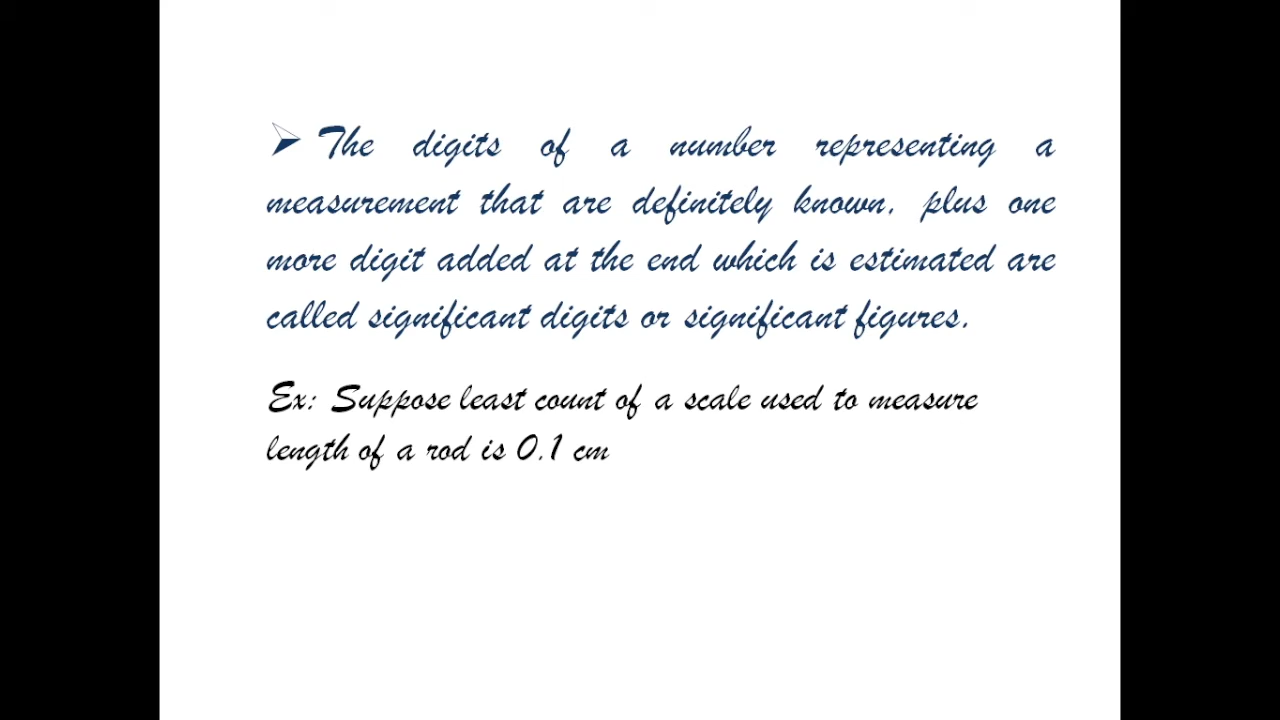 ➢ The digits of a number representing a
measurement that are definitely known, plus one
more digit added at the end which is estimated are
called significant digits or significant figures.
Ex: Suppose least count of a scale used to measure
length of a rod is 0.1 cm